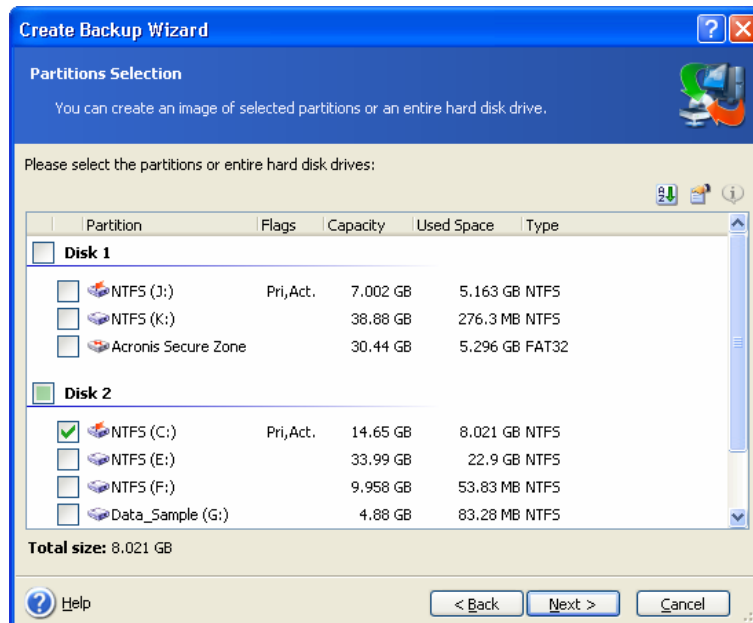 Create Backup Wizard
Partitions Selection
You can create an image of selected partitions or an entire hard disk drive.
Please select the partitions or entire hard disk drives:
Partition Flags Capacity Used Space Type
Disk 1
NTFS (J:) Pri,Act. 7.002 GB 5.163 GB NTFS
NTFS (K:) 38.88 GB 276.3 MB NTFS
Acronis Secure Zone 30.44 GB 5.296 GB FAT32
Disk 2
NTFS (C:) Pri,Act. 14.65 GB 8.021 GB NTFS
NTFS (E:) 33.99 GB 22.9 GB NTFS
NTFS (F:) 9.958 GB 53.83 MB NTFS
Data_Sample (G:) 4.88 GB 83.28 MB NTFS
Total size: 8.021 GB
Help < Back Next > Cancel